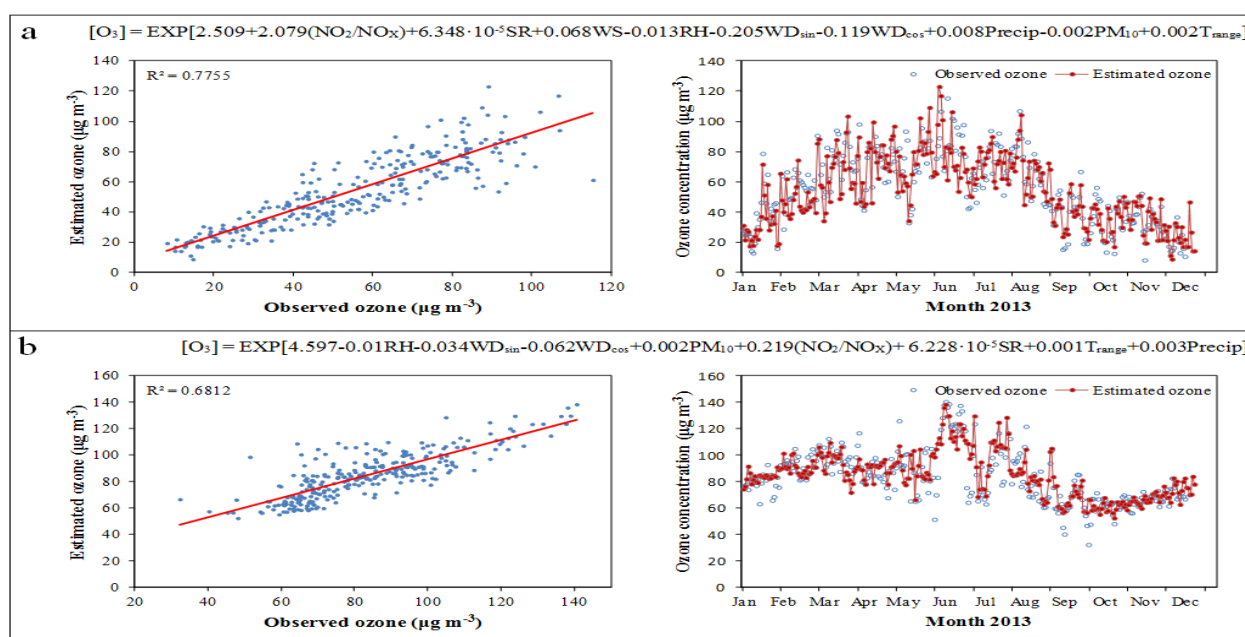 a
[O₃] = EXP[2.509+2.079(NO₂/NOₓ)+6.348·10⁻⁵SR+0.068WS-0.013RH-0.205WD_sin-0.119WD_cos+0.008Precip-0.002PM₁₀+0.002T_range]
R² = 0.7755
Estimated ozone (µg m⁻³)
140
120
100
80
60
40
20
0
0 20 40 60 80 100 120
Observed ozone (µg m⁻³)
Observed ozone Estimated ozone
Ozone concentration (µg m⁻³)
140
120
100
80
60
40
20
0
Jan Feb Mar Apr May Jun Jul Aug Sep Oct Nov Dec
Month 2013
b
[O₃] = EXP[4.597-0.01RH-0.034WD_sin-0.062WD_cos+0.002PM₁₀+0.219(NO₂/NOₓ)+6.228·10⁻⁵SR+0.001T_range+0.003Precip]
R² = 0.6812
Estimated ozone (µg m⁻³)
160
140
120
100
80
60
40
20
0
20 40 60 80 100 120 140
Observed ozone (µg m⁻³)
Observed ozone Estimated ozone
Ozone concentration (µg m⁻³)
160
140
120
100
80
60
40
20
0
Jan Feb Mar Apr May Jun Jul Aug Sep Oct Nov Dec
Month 2013